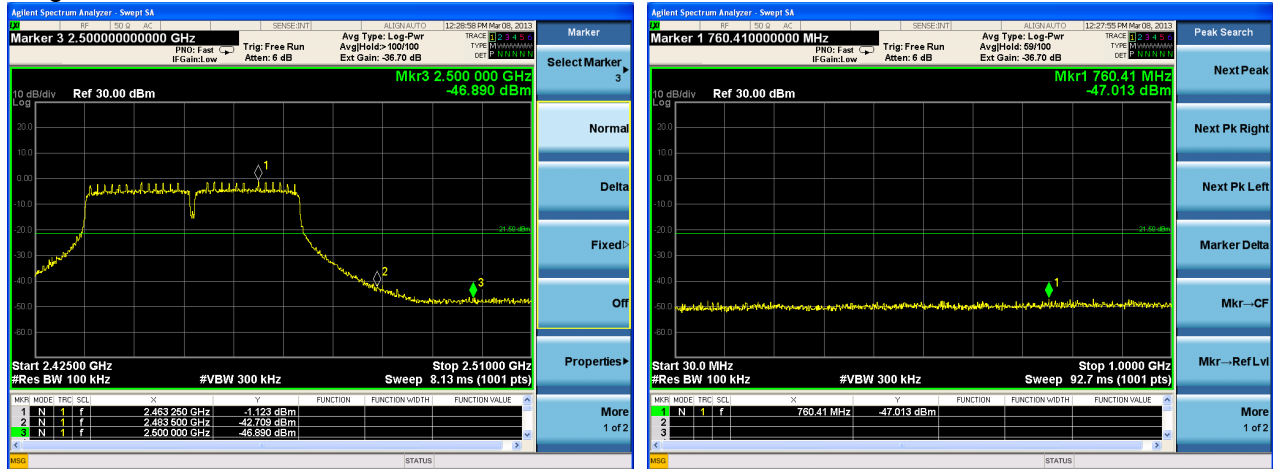 Agilent Spectrum Analyzer - Swept SA
LXI RF 50 Ω AC SENSE:INT ALIGN AUTO 12:28:58 PM Mar 08, 2013
Marker 3 2.500000000000 GHz
PNO: Fast
IFGain:Low
Trig: Free Run
Atten: 6 dB
Avg Type: Log-Pwr
Avg|Hold:>100/100
Ext Gain: -36.70 dB
TRACE 1 2 3 4 5 6
TYPE M
DET P N N N N N
Mkr3 2.500 000 GHz
-46.890 dBm
10 dB/div Ref 30.00 dBm
Log
20.0
10.0
0.00
-10.0
-20.0
-30.0
-40.0
-50.0
-60.0
1
2
3
Start 2.42500 GHz Stop 2.51000 GHz
#Res BW 100 kHz #VBW 300 kHz Sweep 8.13 ms (1001 pts)
MKR MODE TRC SCL X Y FUNCTION FUNCTION WIDTH FUNCTION VALUE
1 N 1 f 2.463 250 GHz -1.123 dBm
2 N 1 f 2.483 500 GHz -42.709 dBm
3 N 1 f 2.500 000 GHz -46.890 dBm
MSG STATUS
Marker
Select Marker
3
Normal
Delta
Fixed
Off
Properties
More
1 of 2
Agilent Spectrum Analyzer - Swept SA
LXI RF 50 Ω AC SENSE:INT ALIGN AUTO 12:27:55 PM Mar 08, 2013
Marker 1 760.410000000 MHz
PNO: Fast
IFGain:Low
Trig: Free Run
Atten: 6 dB
Avg Type: Log-Pwr
Avg|Hold: 59/100
Ext Gain: -36.70 dB
TRACE 1 2 3 4 5 6
TYPE M
DET P N N N N N
Mkr1 760.41 MHz
-47.013 dBm
10 dB/div Ref 30.00 dBm
Log
20.0
10.0
0.00
-10.0
-20.0
-30.0
-40.0
-50.0
-60.0
1
Start 30.0 MHz Stop 1.0000 GHz
#Res BW 100 kHz #VBW 300 kHz Sweep 92.7 ms (1001 pts)
MKR MODE TRC SCL X Y FUNCTION FUNCTION WIDTH FUNCTION VALUE
1 N 1 f 760.41 MHz -47.013 dBm
2
3
MSG STATUS
Peak Search
Next Peak
Next Pk Right
Next Pk Left
Marker Delta
Mkr→CF
Mkr→Ref Lvl
More
1 of 2